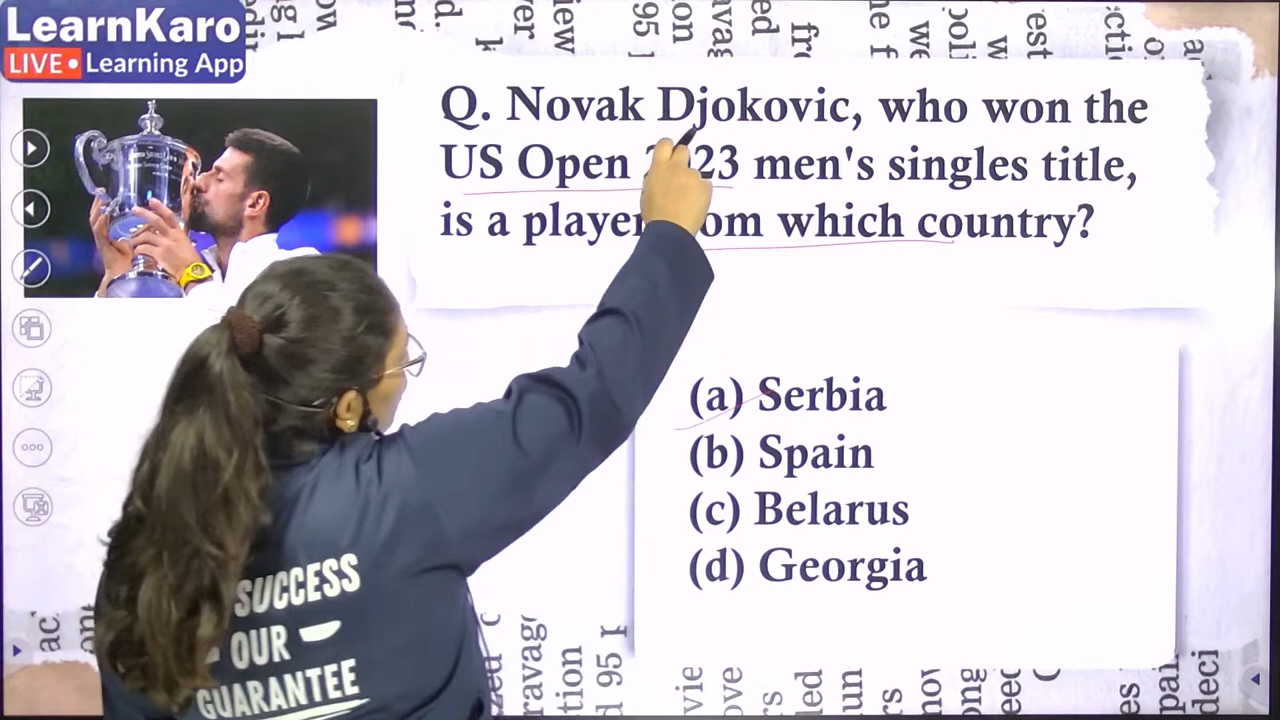 LearnKaro
LIVE • Learning App
Q. Novak Djokovic, who won the
US Open 23 men's singles title,
is a player which country?
(a) Serbia
(b) Spain
(c) Belarus
(d) Georgia
SUCCESS
OUR
GUARANTEE